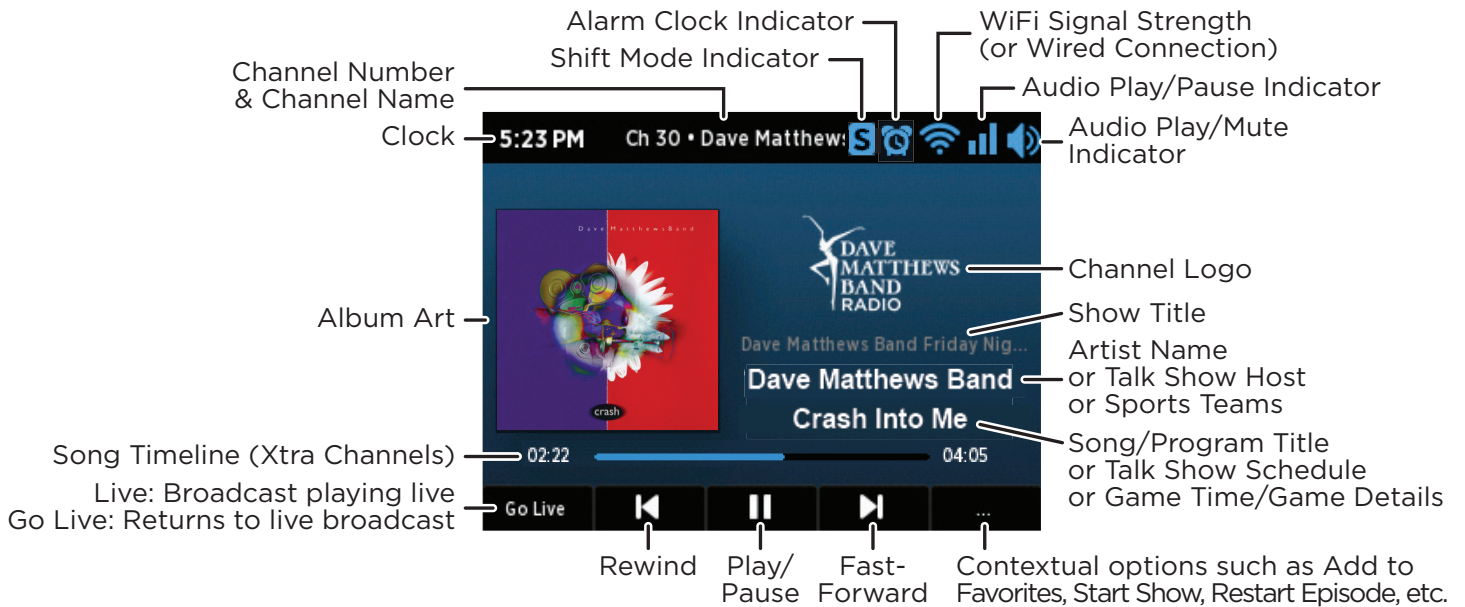 Alarm Clock Indicator
Shift Mode Indicator
WiFi Signal Strength
(or Wired Connection)
Channel Number
& Channel Name
Audio Play/Pause Indicator
Clock
5:23 PM
Ch 30 • Dave Matthews
S
Audio Play/Mute
Indicator
Dave Matthews Band
DAVE
MATTHEWS
BAND
RADIO
Channel Logo
Album Art
Show Title
Dave Matthews Band Friday Nig...
Artist Name
or Talk Show Host
or Sports Teams
Dave Matthews Band
crash
Crash Into Me
Song/Program Title
or Talk Show Schedule
or Game Time/Game Details
Song Timeline (Xtra Channels)
02:22
04:05
Live: Broadcast playing live
Go Live: Returns to live broadcast
Go Live
...
Rewind
Play/
Pause
Fast-
Forward
Contextual options such as Add to
Favorites, Start Show, Restart Episode, etc.